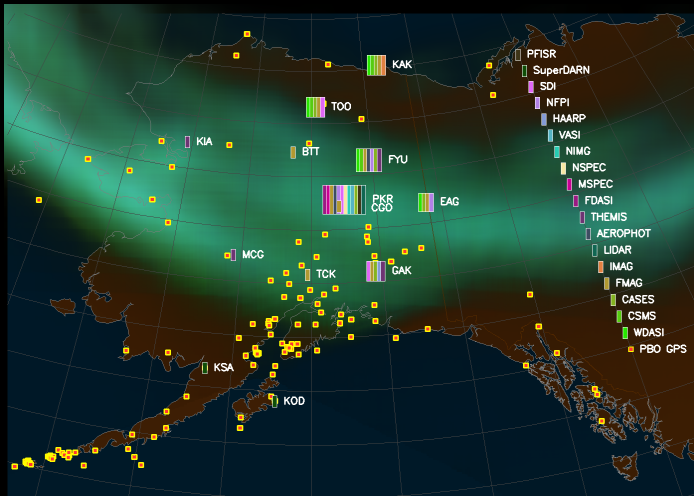 KAK
PFISR
SuperDARN
SDI
TOO
NFPI
HAARP
VASI
KIA
BTT
FYU
NIMG
NSPEC
MSPEC
PKR
CGO
EAG
FDASI
THEMIS
AEROPHOT
MCG
LIDAR
TCK
GAK
IMAG
FMAG
CASES
CSMS
WDASI
PBO GPS
KSA
KOD